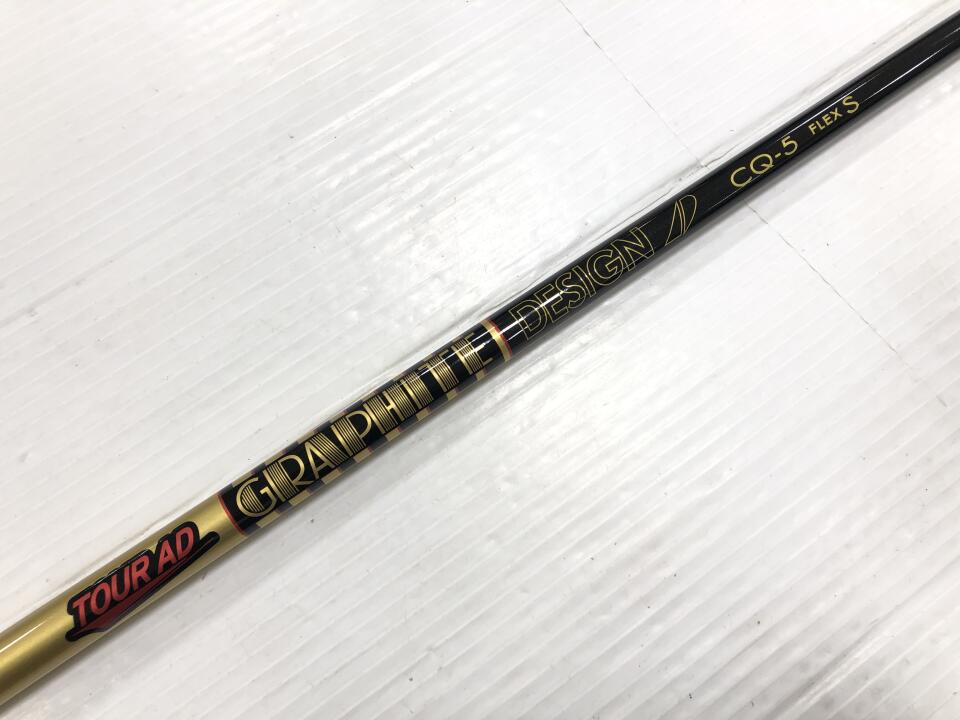 TOUR AD
GRAPHITE
DESIGN
CQ-5 FLEX S